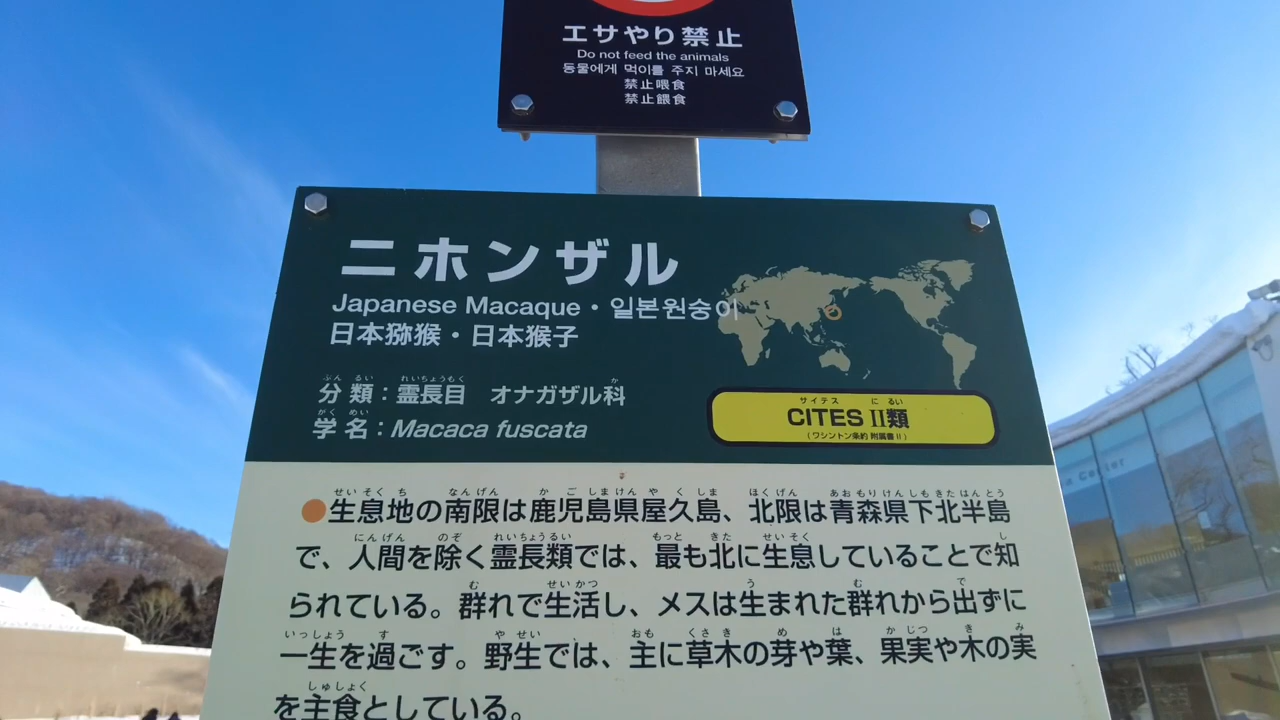 エサやり禁止
Do not feed the animals
동물에게 먹이를 주지 마세요
禁止喂食
禁止餵食
ニホンザル
Japanese Macaque・일본원숭이
日本猕猴・日本猴子
ぶん るい れいちょうもく か
分類：霊長目 オナガザル科
がく めい
学名：Macaca fuscata
サイテス に るい
CITES Ⅱ類
(ワシントン条約 附属書Ⅱ)
せいそくち なんげん かごしまけんやくしま ほくげん あおもりけんしもきたはんとう
●生息地の南限は鹿児島県屋久島、北限は青森県下北半島
にんげん のぞ れいちょうるい もっと きた せいそく し
で、人間を除く霊長類では、最も北に生息していることで知
む せいかつ う む で
られている。群れで生活し、メスは生まれた群れから出ずに
いっしょう す やせい おも くさき め は かじつ き み
一生を過ごす。野生では、主に草木の芽や葉、果実や木の実
しゅしょく
を主食としている。